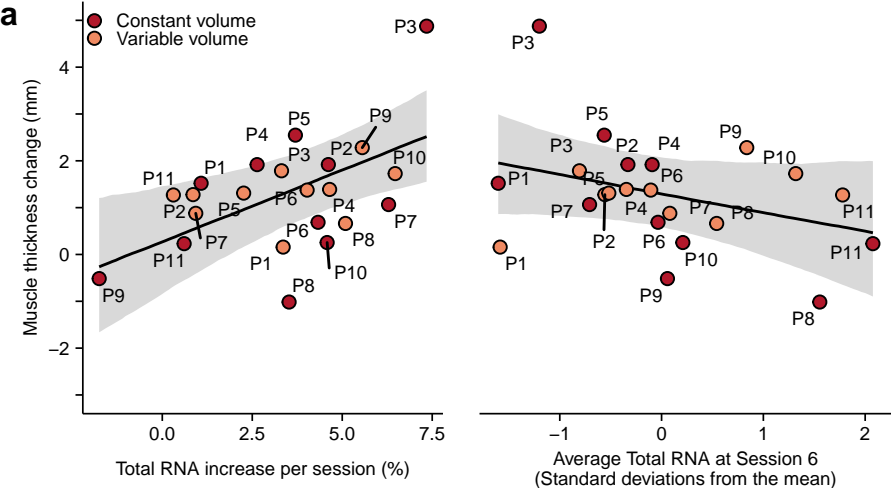 a
Constant volume
Variable volume
Muscle thickness change (mm)
4
2
0
−2
P3
P5
P9
P4
P2
P3
P10
P11
P1
P6
P2
P5
P4
P7
P7
P6
P8
P11
P1
P10
P9
P8
0.0
2.5
5.0
7.5
Total RNA increase per session (%)
P3
P5
P9
P2
P4
P3
P10
P1
P5
P6
P7
P4
P7
P8
P11
P2
P6
P11
P1
P10
P9
P8
−1
0
1
2
Average Total RNA at Session 6
(Standard deviations from the mean)